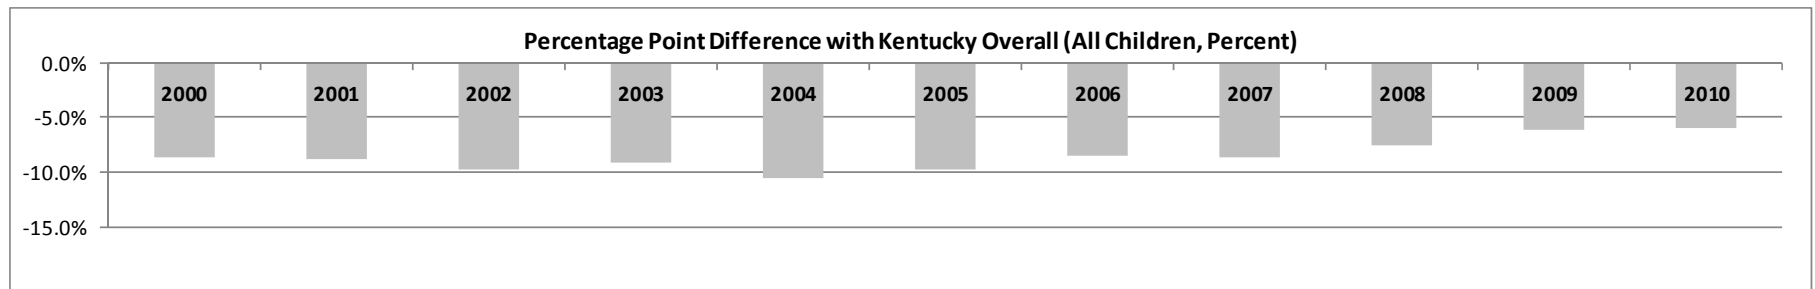 Percentage Point Difference with Kentucky Overall (All Children, Percent)
0.0%
2000 2001 2002 2003 2004 2005 2006 2007 2008 2009 2010
-5.0%
-10.0%
-15.0%